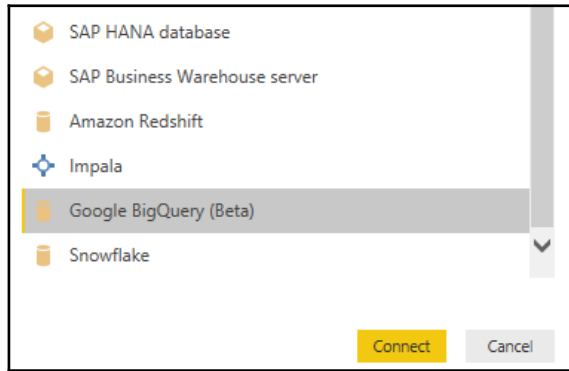 SAP HANA database
SAP Business Warehouse server
Amazon Redshift
Impala
Google BigQuery (Beta)
Snowflake
Connect Cancel